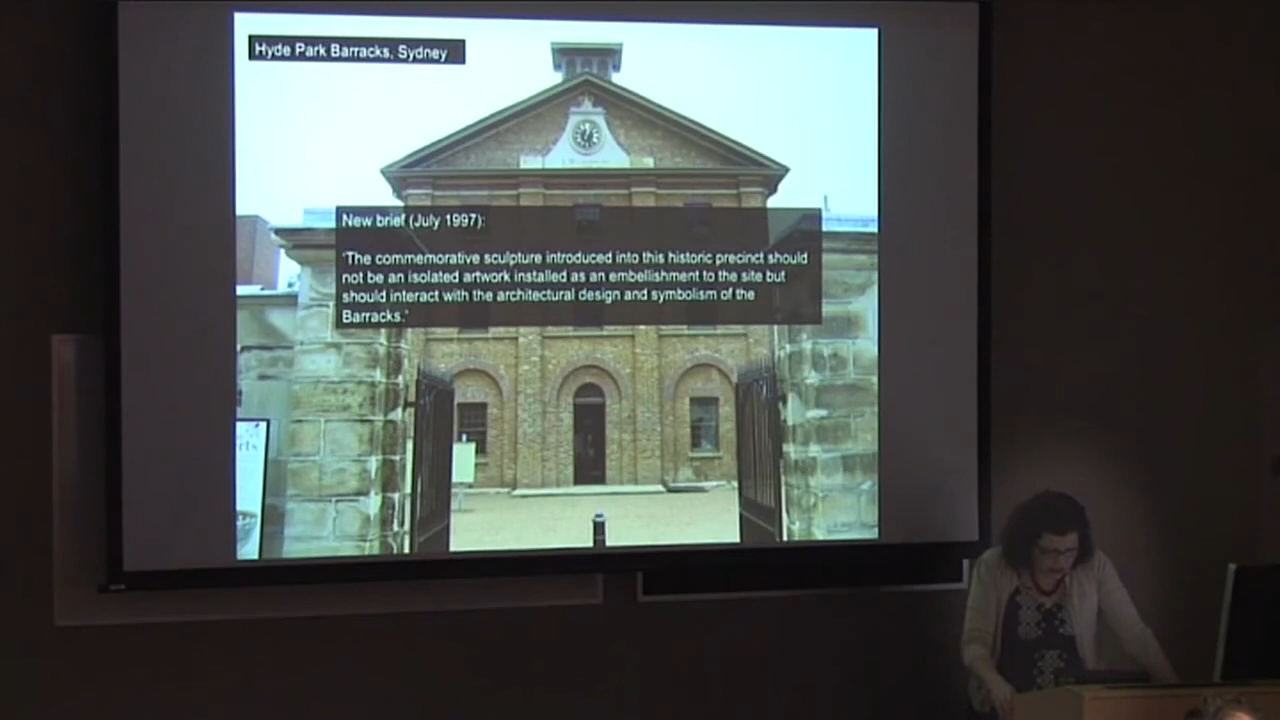 Hyde Park Barracks, Sydney
New brief (July 1997):
'The commemorative sculpture introduced into this historic precinct should
not be an isolated artwork installed as an embellishment to the site but
should interact with the architectural design and symbolism of the
Barracks.'